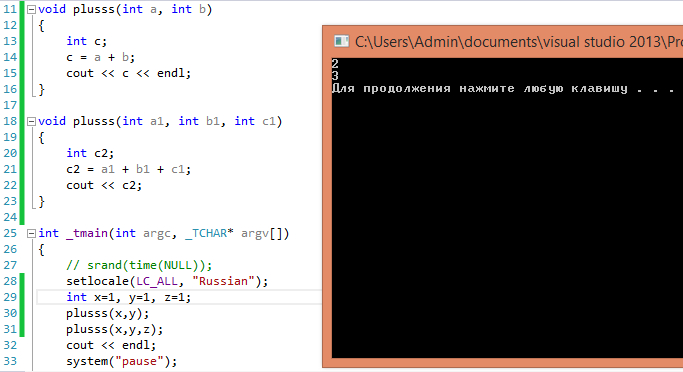 11 void plusss(int a, int b)
12 {
13 int c;
14 c = a + b;
15 cout << c << endl;
16 }
17
18 void plusss(int a1, int b1, int c1)
19 {
20 int c2;
21 c2 = a1 + b1 + c1;
22 cout << c2;
23 }
24
25 int _tmain(int argc, _TCHAR* argv[])
26 {
27 // srand(time(NULL));
28 setlocale(LC_ALL, "Russian");
29 int x=1, y=1, z=1;
30 plusss(x,y);
31 plusss(x,y,z);
32 cout << endl;
33 system("pause");
C:\Users\Admin\documents\visual studio 2013\Pro
2
3
Для продолжения нажмите любую клавишу . . .